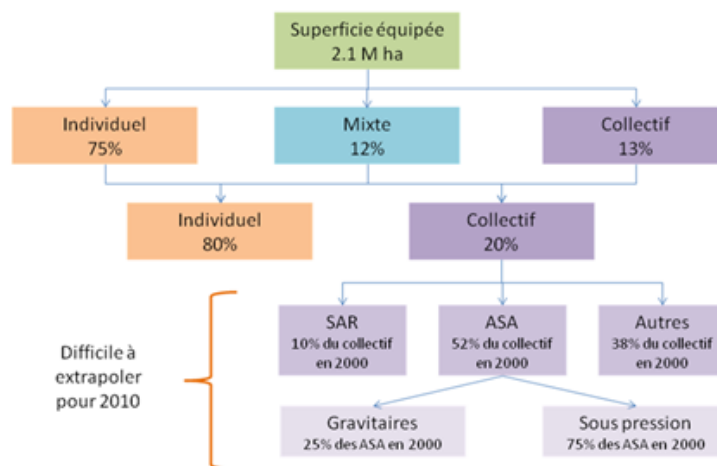 Superficie équipée
2.1 M ha
Individuel
75%
Mixte
12%
Collectif
13%
Individuel
80%
Collectif
20%
Difficile à
extrapoler
pour 2010
SAR
10% du collectif
en 2000
ASA
52% du collectif
en 2000
Autres
38% du collectif
en 2000
Gravitaires
25% des ASA en 2000
Sous pression
75% des ASA en 2000